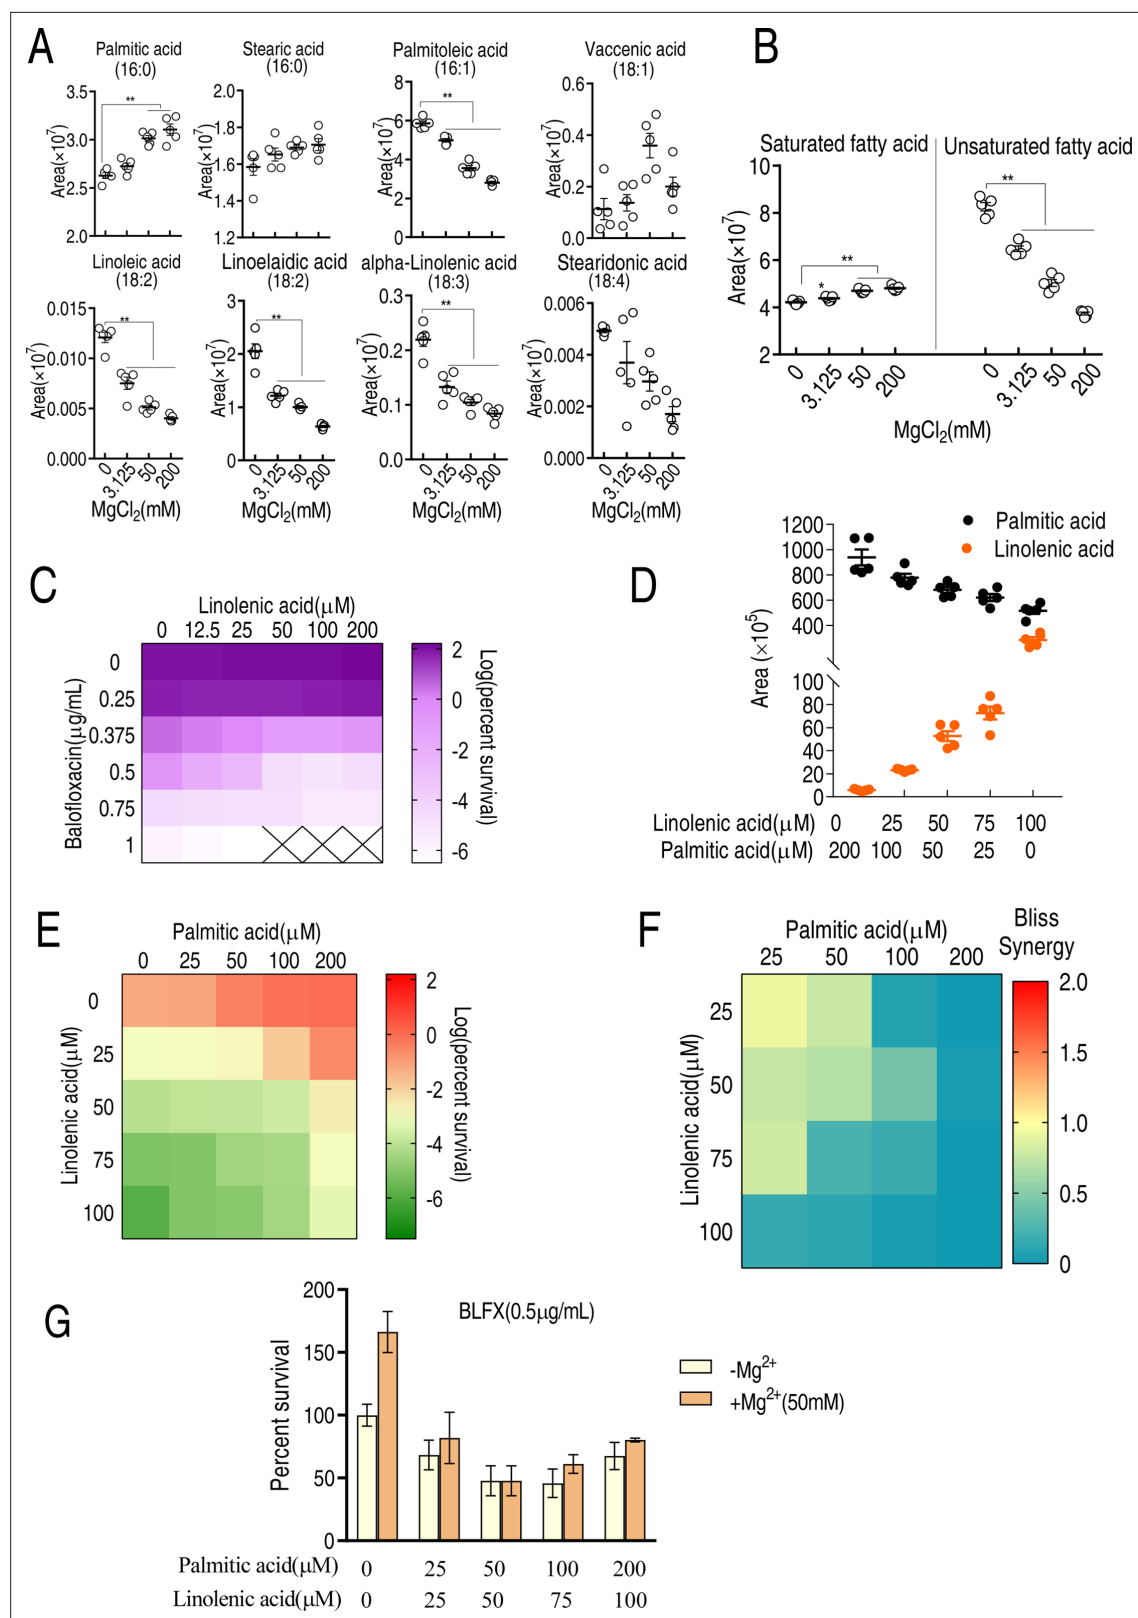 A
Palmitic acid
(16:0)
Stearic acid
(16:0)
Palmitoleic acid
(16:1)
Vaccenic acid
(18:1)
Area(×10⁷)
3.5
3.0
2.5
2.0
**
Area(×10⁷)
2.0
1.8
1.6
1.4
1.2
Area(×10⁷)
8
6
4
2
0
**
Area(×10⁷)
0.6
0.4
0.2
0.0
Linoleic acid
(18:2)
Linoelaidic acid
(18:2)
alpha-Linolenic acid
(18:3)
Stearidonic acid
(18:4)
Area(×10⁷)
0.015
0.010
0.005
0.000
**
0 3.125 50 200
MgCl₂(mM)
Area(×10⁷)
3
2
1
0
**
0 3.125 50 200
MgCl₂(mM)
Area(×10⁷)
0.3
0.2
0.1
0.0
**
0 3.125 50 200
MgCl₂(mM)
Area(×10⁷)
0.006
0.004
0.002
0.000
0 3.125 50 200
MgCl₂(mM)
B
Saturated fatty acid
Unsaturated fatty acid
Area(×10⁷)
10
8
6
4
2
*
**
**
0 3.125 50 200 0 3.125 50 200
MgCl₂(mM)
C
Linolenic acid(μM)
0 12.5 25 50 100 200
Balofloxacin(μg/mL)
0
0.25
0.375
0.5
0.75
1
2
0
-2
-4
-6
Log(percent survival)
D
Palmitic acid
Linolenic acid
Area (×10⁵)
1200
1000
800
600
400
100
80
60
40
20
0
Linolenic acid(μM) 0 25 50 75 100
Palmitic acid(μM) 200 100 50 25 0
E
Palmitic acid(μM)
0 25 50 100 200
Linolenic acid(μM)
0
25
50
75
100
2
0
-2
-4
-6
Log(percent survival)
F
Palmitic acid(μM)
25 50 100 200
Linolenic acid(μM)
25
50
75
100
Bliss
Synergy
2.0
1.5
1.0
0.5
0
G
BLFX(0.5μg/mL)
Percent survival
200
150
100
50
0
-Mg²⁺
+Mg²⁺(50mM)
Palmitic acid(μM) 0 25 50 100 200
Linolenic acid(μM) 0 25 50 75 100